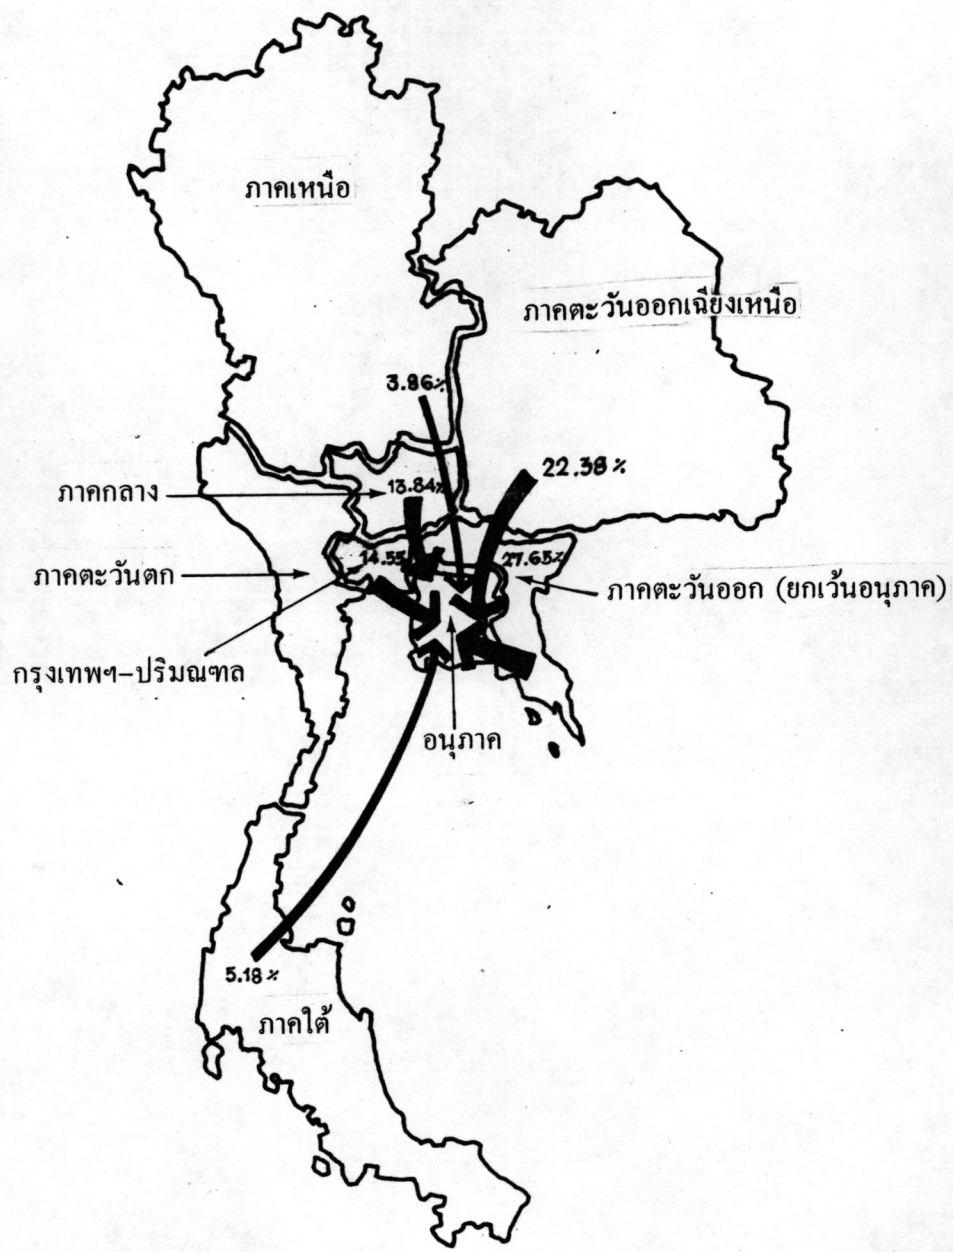 ภาคเหนือ
ภาคตะวันออกเฉียงเหนือ
3.86%
22.38%
ภาคกลาง
13.84%
14.55
27.65%
ภาคตะวันตก
ภาคตะวันออก (ยกเว้นอนุภาค)
กรุงเทพฯ-ปริมณฑล
อนุภาค
5.18%
ภาคใต้